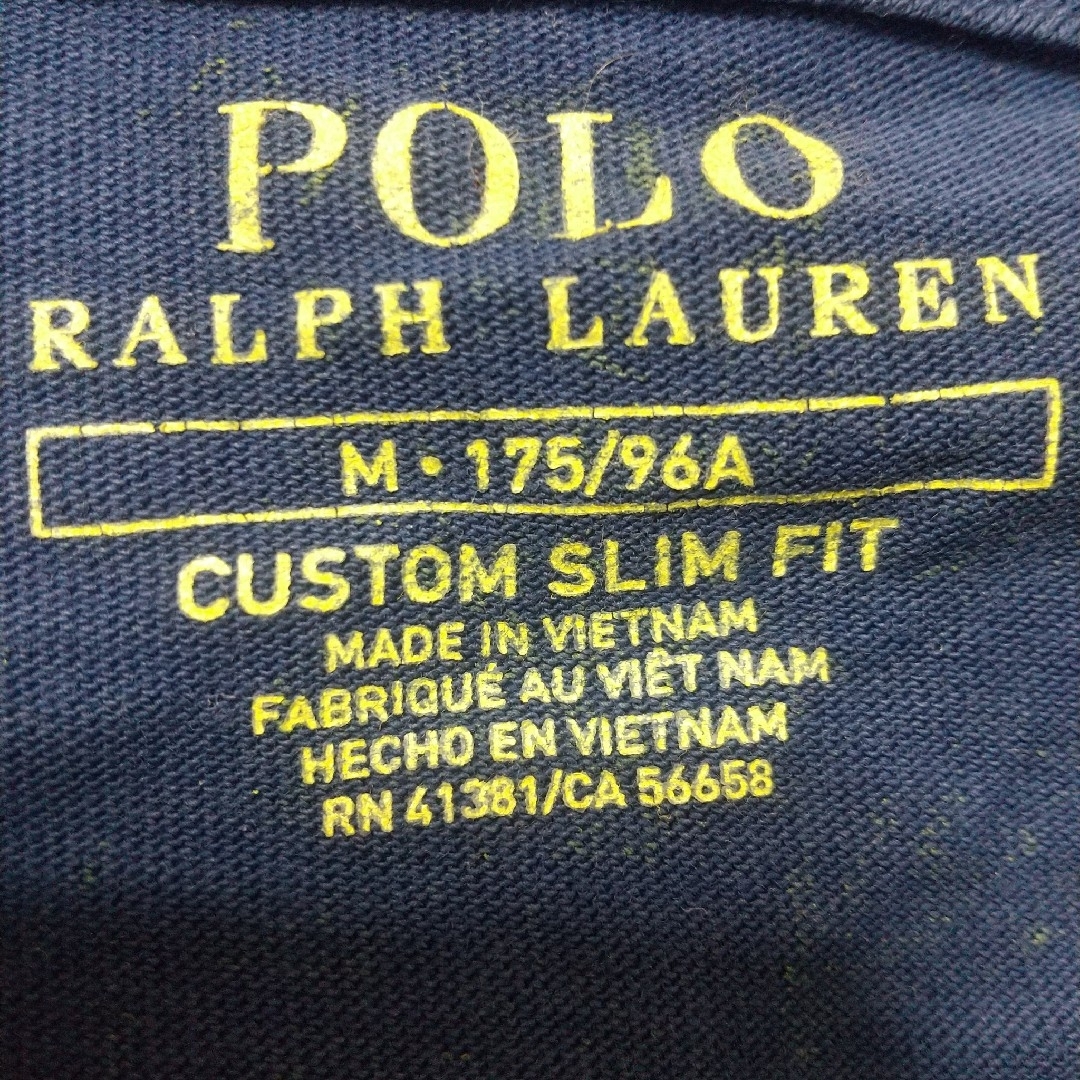 POLO
RALPH LAUREN
M • 175/96A
CUSTOM SLIM FIT
MADE IN VIETNAM
FABRIQUÉ AU VIÊT NAM
HECHO EN VIETNAM
RN 41381/CA 56658